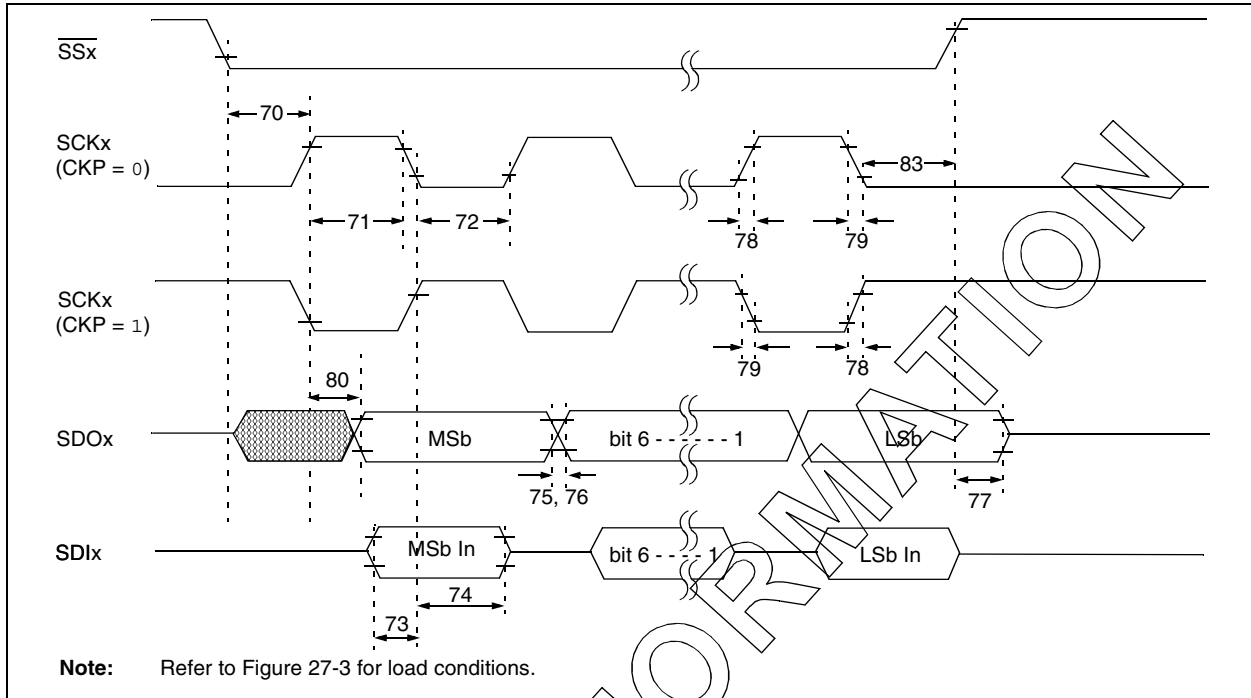 SSx
70
SCKx
(CKP = 0)
83
71
72
78
79
SCKx
(CKP = 1)
79
78
80
SDOx
MSb
bit 6 - - - - - - 1
LSb
75, 76
77
SDIx
MSb In
bit 6 - - - - 1
LSb In
74
73
Note: Refer to Figure 27-3 for load conditions.
ORMATION